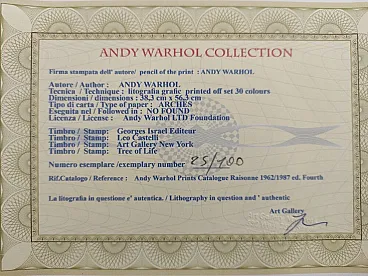 ANDY WARHOL COLLECTION
Firma stampata dell' autore/ pencil of the print : ANDY WARHOL
Autore / Author : ANDY WARHOL
Tecnica / Technique : litografia grafic printed off set 30 colours
Dimensioni / dimensions : 38,3 cm x 56,3 cm
Tipo di carta / Type of paper : ARCHES
Eseguita nel / Followed in : NO FOUND
Licenza / License : Andy Warhol LTD Foundation
Timbro / Stamp: Georges Israel Editeur
Timbro / Stamp: Leo Castelli
Timbro / Stamp: Art Gallery New York
Timbro / Stamp: Tree of Life
Numero esemplare /exemplary number 25/100
Rif.Catalogo / Reference : Andy Warhol Prints Catalogue Raisonne 1962/1987 ed. Fourth
La litografia in questione e' autentica. / Lithography in question and ' authentic
Art Gallery